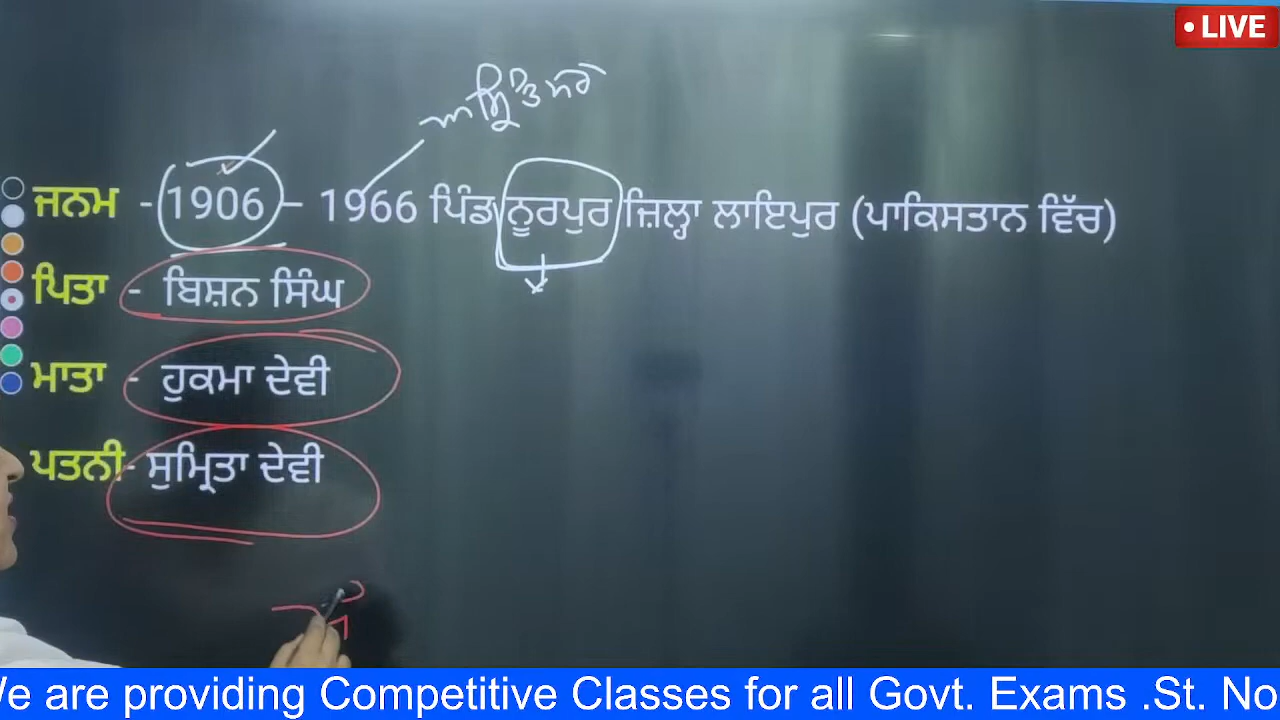 • LIVE
ਜਨਮ - 1906 – 1966 ਪਿੰਡ ਨੂਰਪੁਰ ਜ਼ਿਲ੍ਹਾ ਲਾਇਪੁਰ (ਪਾਕਿਸਤਾਨ ਵਿੱਚ)
ਪਿਤਾ - ਬਿਸ਼ਨ ਸਿੰਘ
ਮਾਤਾ - ਹੁਕਮਾ ਦੇਵੀ
ਪਤਨੀ- ਸੁਮ੍ਰਿਤਾ ਦੇਵੀ
We are providing Competitive Classes for all Govt. Exams .St. No